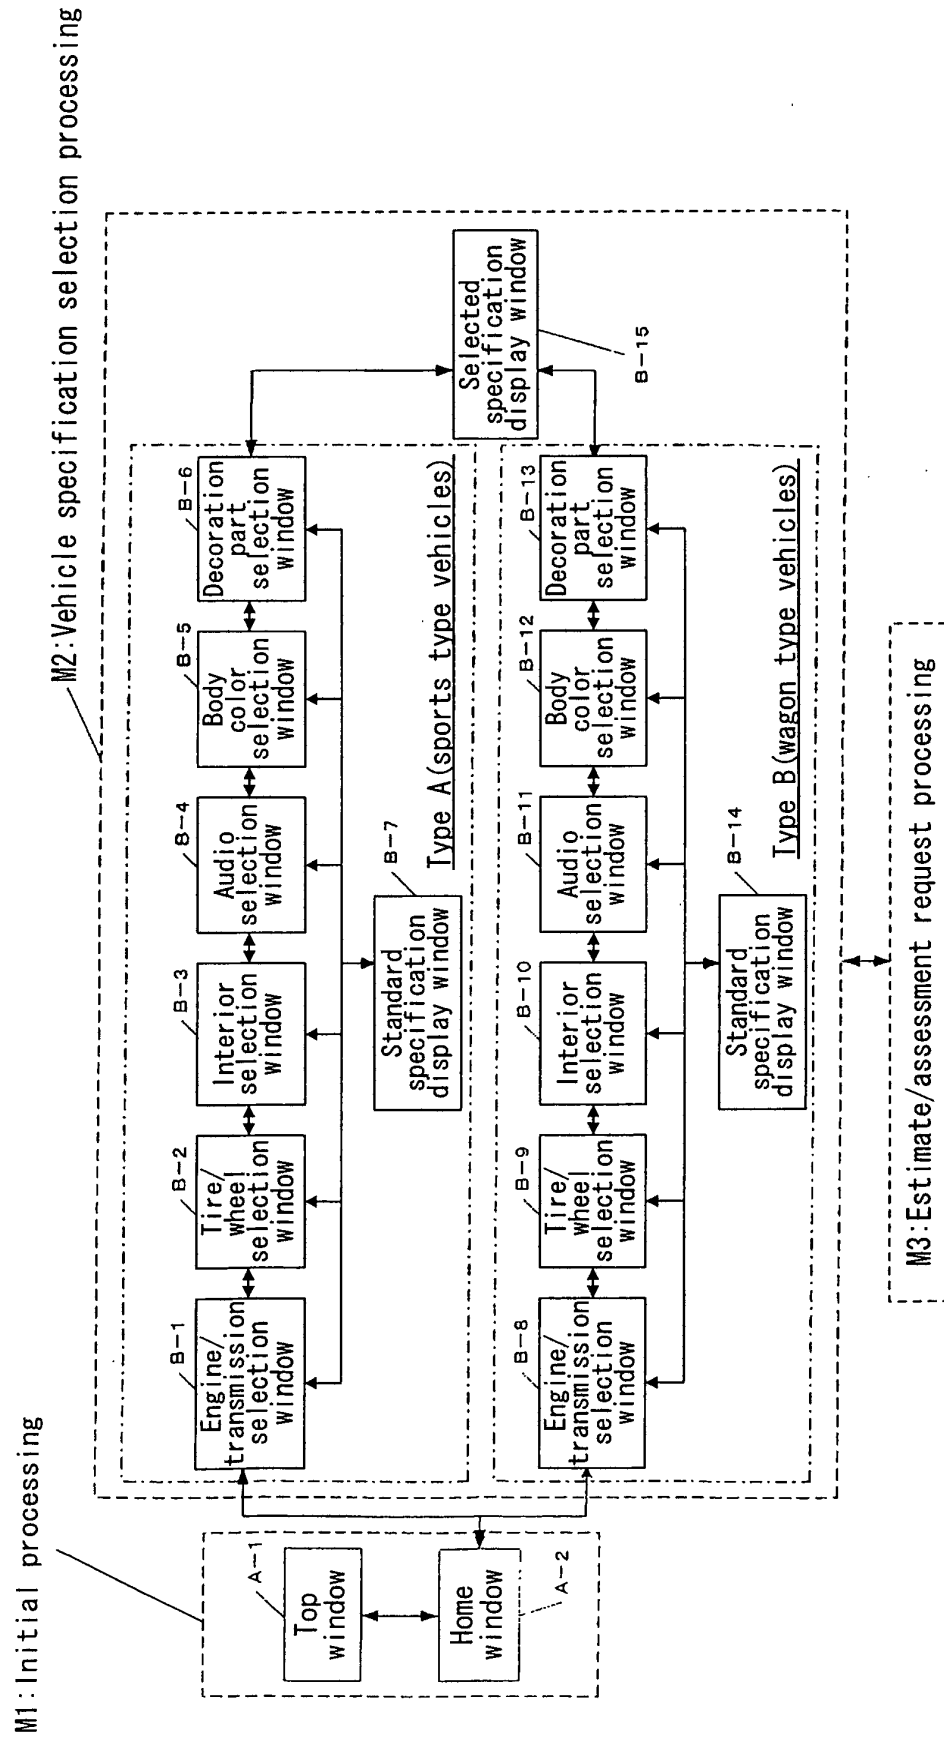 M1:Initial processing
A-1
Top
window
Home
window
A-2
M2:Vehicle specification selection processing
B-1
Engine/
transmission
selection
window
B-2
Tire/
wheel
selection
window
B-3
Interior
selection
window
B-4
Audio
selection
window
B-5
Body
color
selection
window
B-6
Decoration
part
selection
window
B-7
Standard
specification
display window
Type A(sports type vehicles)
B-8
Engine/
transmission
selection
window
B-9
Tire/
wheel
selection
window
B-10
Interior
selection
window
B-11
Audio
selection
window
B-12
Body
color
selection
window
B-13
Decoration
part
selection
window
B-14
Standard
specification
display window
Type B(wagon type vehicles)
Selected
specification
display window
B-15
M3:Estimate/assessment request processing